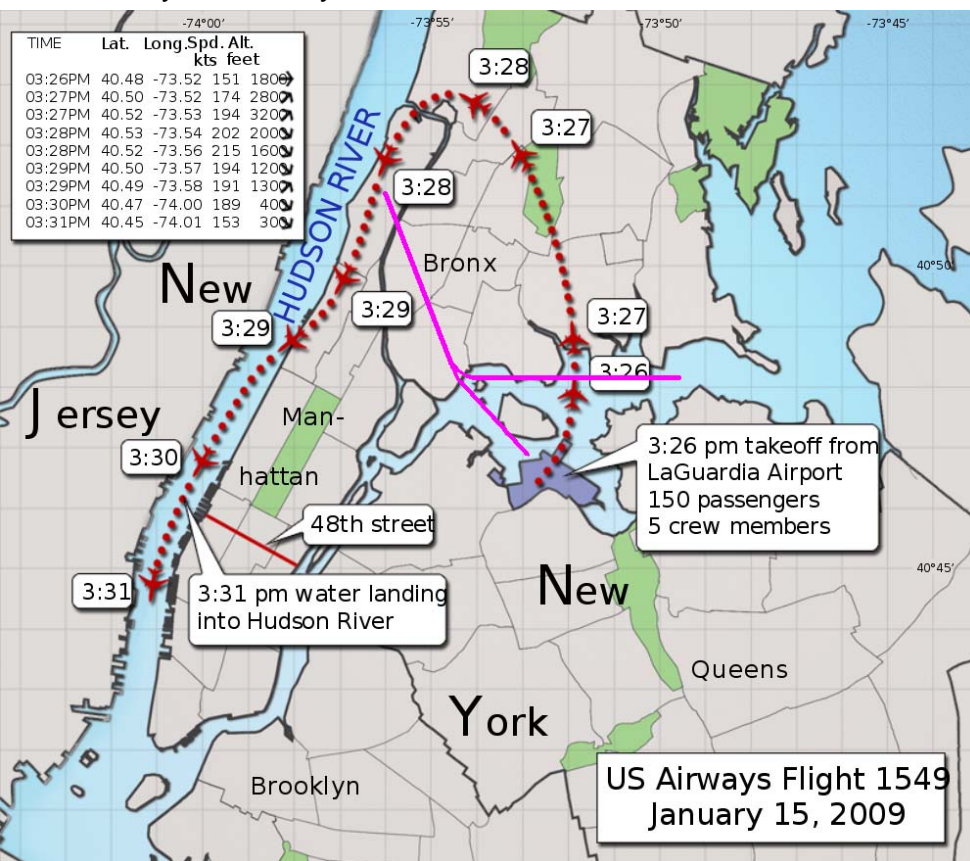 -74°00'
-73°55'
-73°50'
-73°45'
TIME Lat. Long. Spd. Alt.
kts feet
03:26PM 40.48 -73.52 151 1800
03:27PM 40.50 -73.52 174 2800
03:27PM 40.52 -73.53 194 3200
03:28PM 40.53 -73.54 202 2000
03:28PM 40.52 -73.56 215 1600
03:29PM 40.50 -73.57 194 1200
03:29PM 40.49 -73.58 191 1300
03:30PM 40.47 -74.00 189 400
03:31PM 40.45 -74.01 153 300
3:28
3:27
HUDSON RIVER
3:28
Bronx
40°50'
New
3:29
3:27
3:29
3:26
Jersey
Man-
hattan
3:30
3:26 pm takeoff from
LaGuardia Airport
150 passengers
5 crew members
48th street
40°45'
3:31
3:31 pm water landing
into Hudson River
New
Queens
York
Brooklyn
US Airways Flight 1549
January 15, 2009